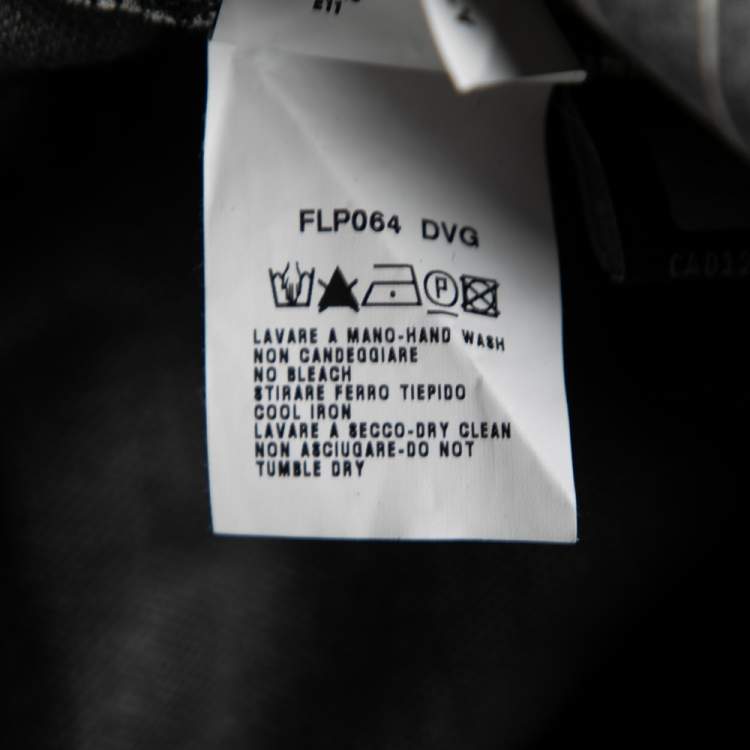 FLP064 DVG
P
LAVARE A MANO-HAND WASH
NON CANDEGGIARE
NO BLEACH
STIRARE FERRO TIEPIDO
COOL IRON
LAVARE A SECCO-DRY CLEAN
NON ASCIUGARE-DO NOT
TUMBLE DRY